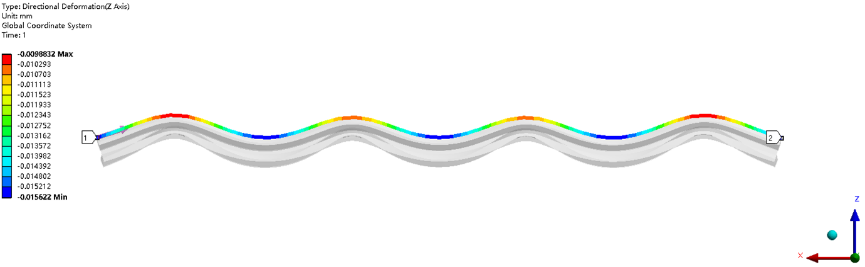 Type: Directional Deformation(Z Axis)
Unit: mm
Global Coordinate System
Time: 1
-0.0098832 Max
-0.010293
-0.010703
-0.011113
-0.011523
-0.011933
-0.012343
-0.012752
-0.013162
-0.013572
-0.013982
-0.014392
-0.014802
-0.015212
-0.015622 Min
1
2
Z
X